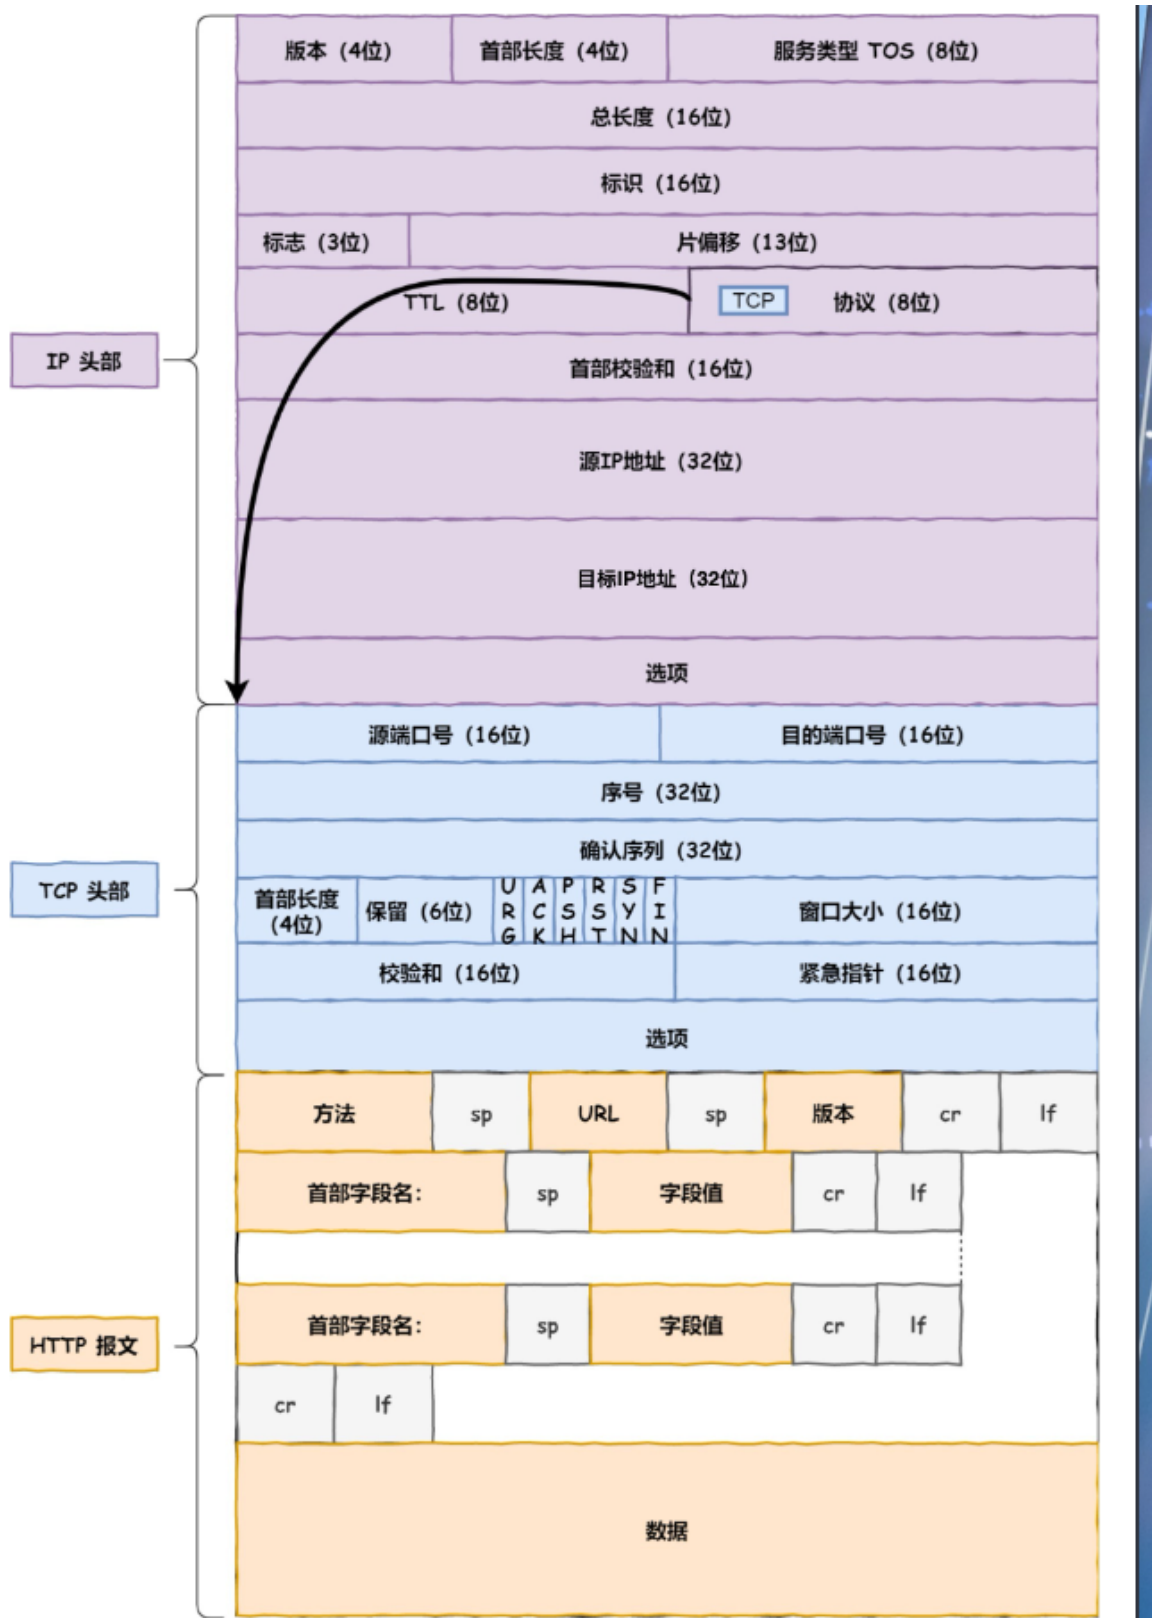 版本 (4位) 首部长度 (4位) 服务类型 TOS (8位)
总长度 (16位)
标识 (16位)
标志 (3位) 片偏移 (13位)
TTL (8位) TCP 协议 (8位)
IP 头部
首部校验和 (16位)
源IP地址 (32位)
目标IP地址 (32位)
选项
源端口号 (16位) 目的端口号 (16位)
序号 (32位)
确认序列 (32位)
TCP 头部
首部长度
(4位)
保留 (6位) URG ACK PSH RST SYN FIN 窗口大小 (16位)
校验和 (16位) 紧急指针 (16位)
选项
方法 sp URL sp 版本 cr lf
首部字段名: sp 字段值 cr lf
HTTP 报文
首部字段名: sp 字段值 cr lf
cr lf
数据